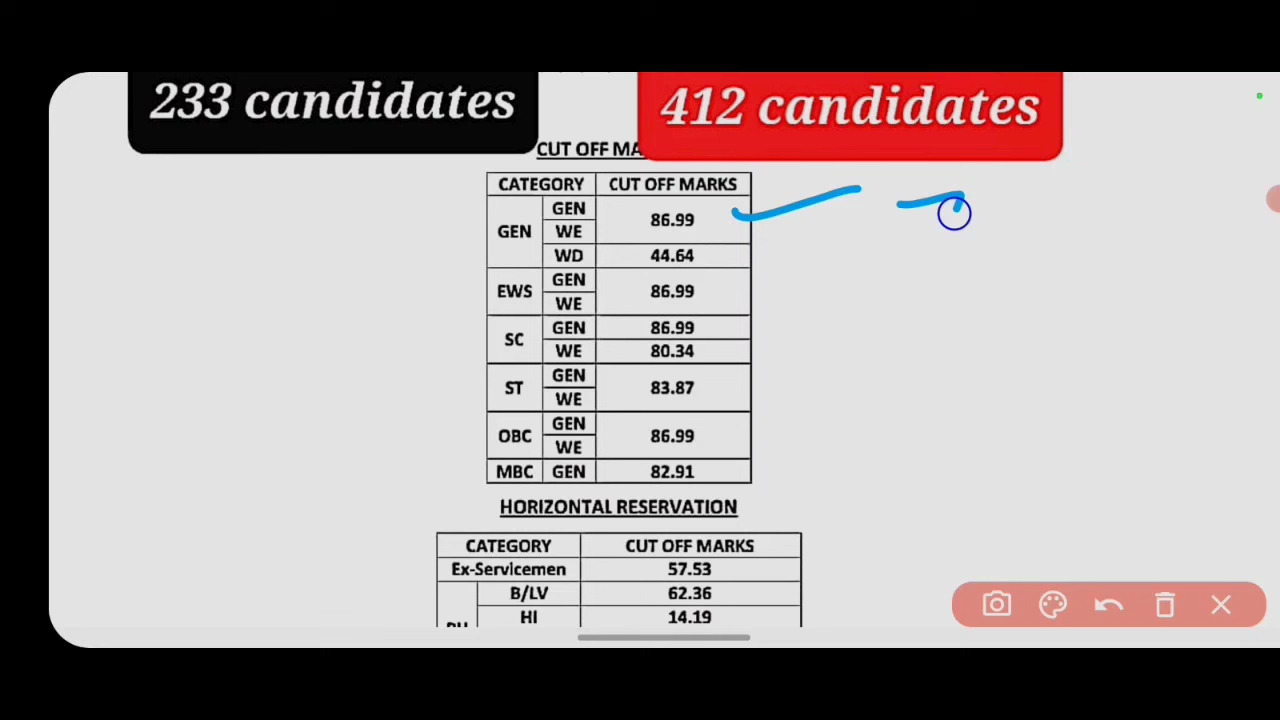 233 candidates
412 candidates
CUT OFF MA
CATEGORY CUT OFF MARKS
GEN GEN 86.99
WE
WD 44.64
EWS GEN 86.99
WE
SC GEN 86.99
WE 80.34
ST GEN 83.87
WE
OBC GEN 86.99
WE
MBC GEN 82.91
HORIZONTAL RESERVATION
CATEGORY CUT OFF MARKS
Ex-Servicemen 57.53
B/LV 62.36
HI 14.19